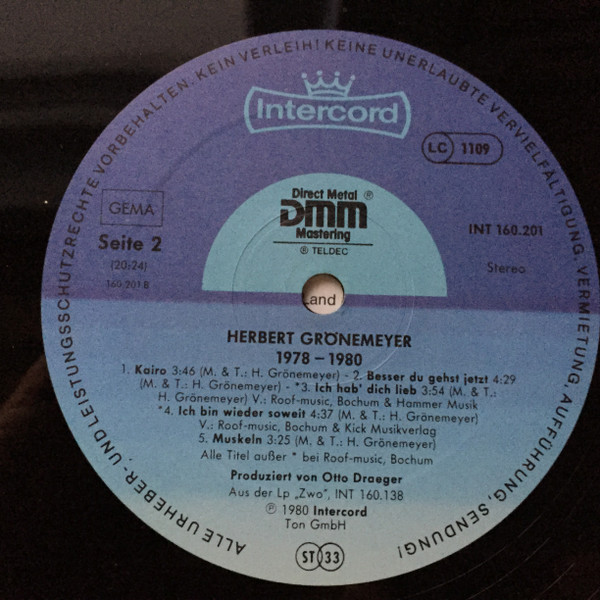 ALLE URHEBER- UND LEISTUNGSSCHUTZRECHTE VORBEHALTEN. KEIN VERLEIH! KEINE UNERLAUBTE VERVIELFÄLTIGUNG, VERMIETUNG, AUFFÜHRUNG, SENDUNG!
Intercord
LC 1109
GEMA
Seite 2
(20:24)
160.201 B
Direct Metal ®
DMM
Mastering
® TELDEC
INT 160.201
Stereo
Land
HERBERT GRÖNEMEYER
1978 – 1980
1. Kairo 3:46 (M. & T.: H. Grönemeyer) - 2. Besser du gehst jetzt 4:29
(M. & T.: H. Grönemeyer) - *3. Ich hab' dich lieb 3:54 (M. & T.:
H. Grönemeyer) V.: Roof-music, Bochum & Hammer Musik
*4. Ich bin wieder soweit 4:37 (M. & T.: H. Grönemeyer)
V.: Roof-music, Bochum & Kick Musikverlag
5. Muskeln 3:25 (M. & T.: H. Grönemeyer)
Alle Titel außer * bei Roof-music, Bochum
Produziert von Otto Draeger
Aus der Lp „Zwo", INT 160.138
℗ 1980 Intercord
Ton GmbH
ST 33